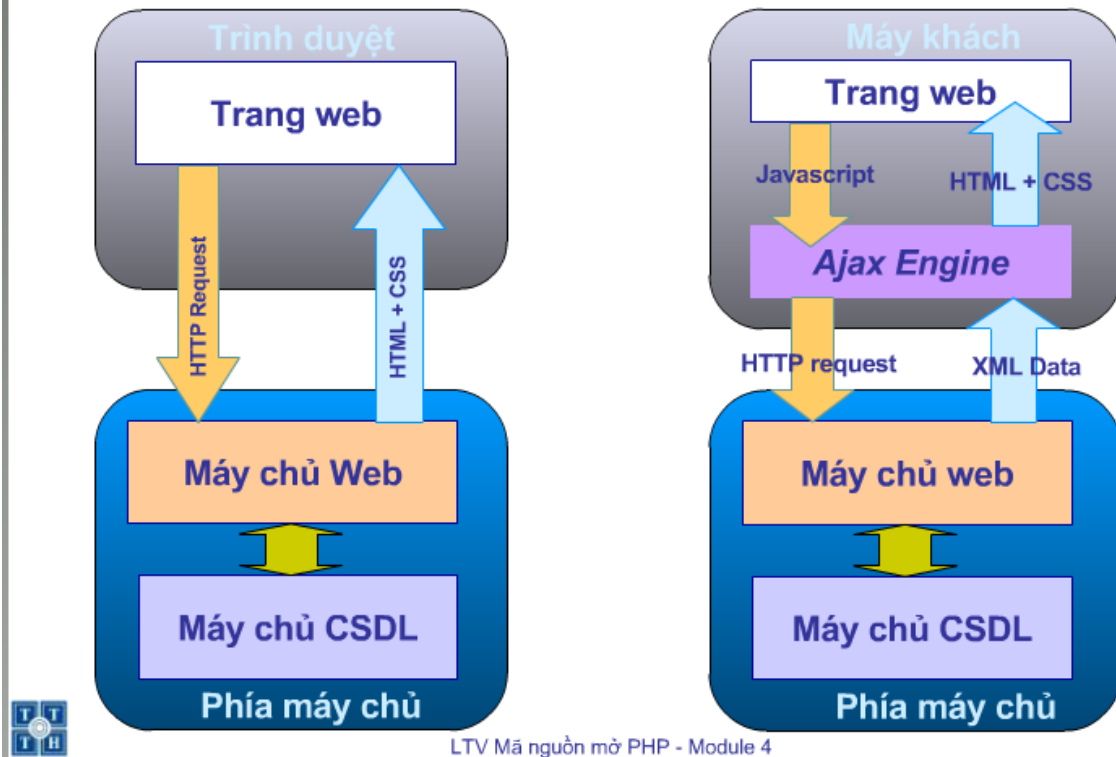 Trình duyệt
Trang web
HTTP Request
HTML + CSS
Máy chủ Web
Máy chủ CSDL
Phía máy chủ
Máy khách
Trang web
Javascript
HTML + CSS
Ajax Engine
HTTP request
XML Data
Máy chủ web
Máy chủ CSDL
Phía máy chủ
T T
T H
LTV Mã nguồn mở PHP - Module 4